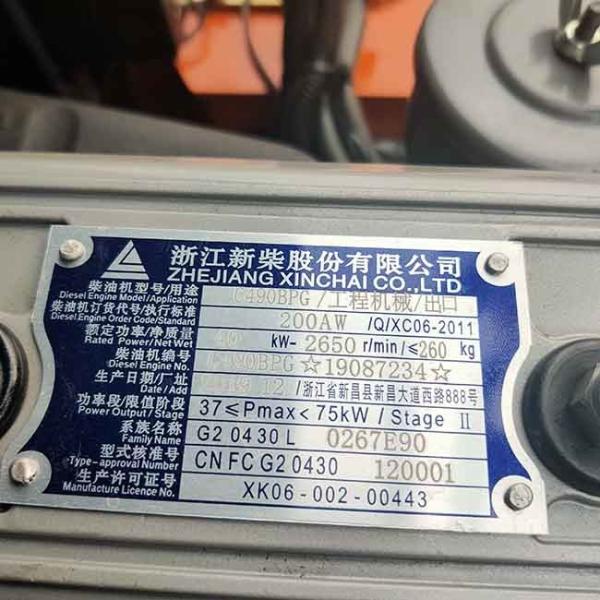 浙江新柴股份有限公司
ZHEJIANG XINCHAI CO.,LTD
柴油机型号/用途 C490BPG/工程机械/出口
Diesel Engine Model/Application
柴油机订货代号/执行标准 200AW /Q/XC06-2011
Diesel Engine Order Code/Standard
额定功率/净质量 40 kW- 2650 r/min/≤260 kg
Rated Power/Net Wet
柴油机编号 C490BPG☆19087234☆
Diesel Engine No.
生产日期/厂址 12/浙江省新昌县新昌大道西路888号
Date / Add
功率段/限值阶段 37≤Pmax<75kW / Stage Ⅱ
Power Output / Stage
系族名称 G2 0430 L 0267E90
Family Name
型式核准号 CN FC G2 0430 120001
Type-approval Number
生产许可证号 XK06-002-00443
Manufacture Licence No.